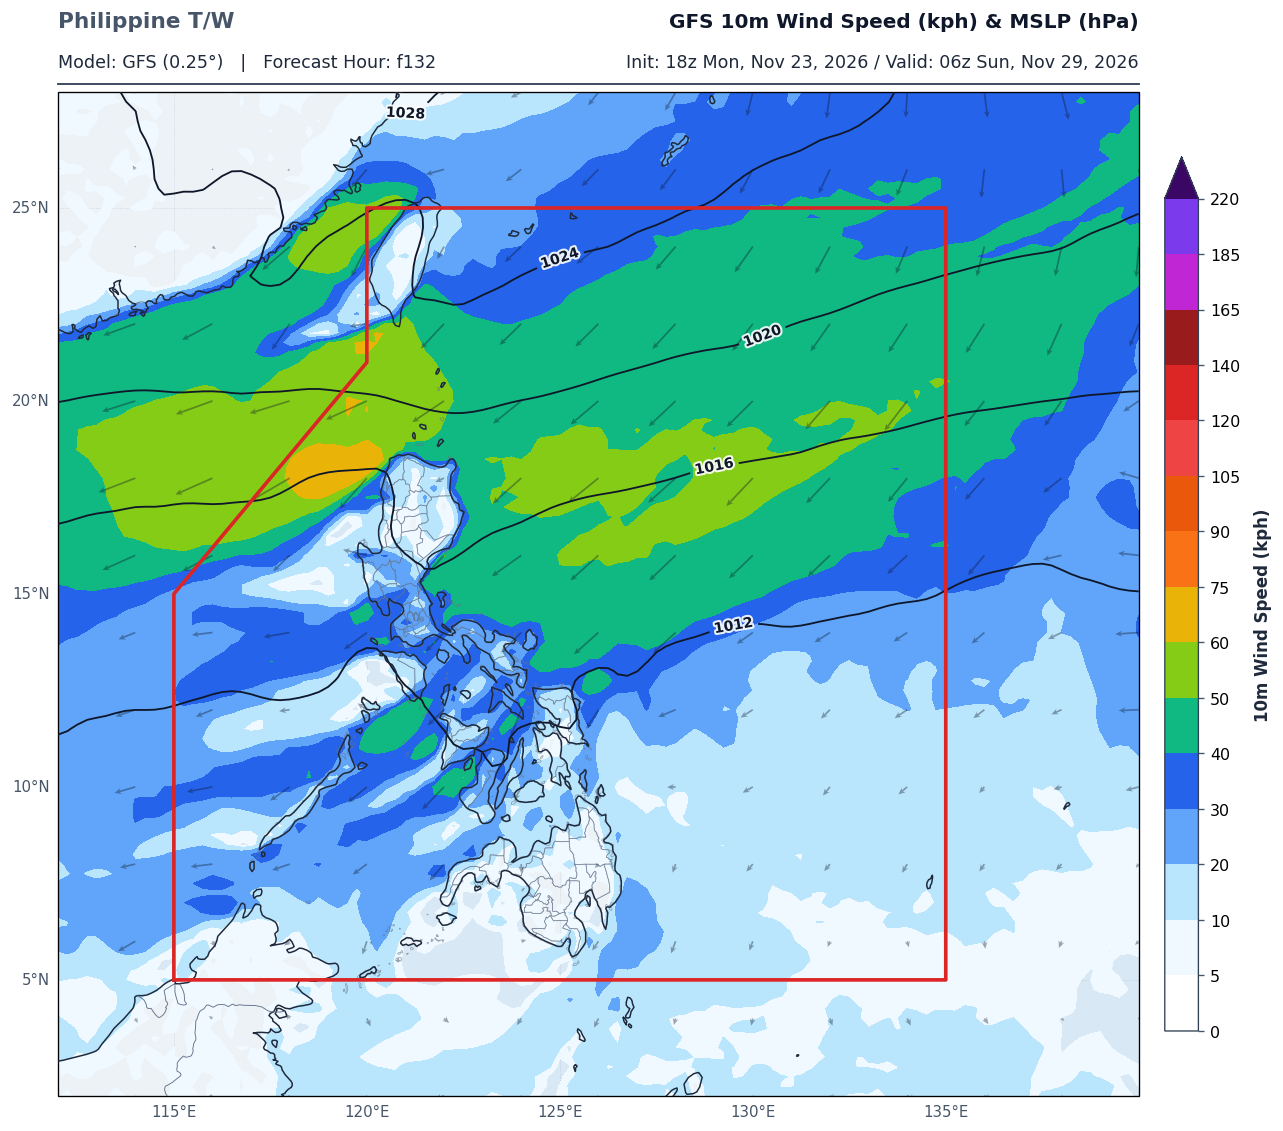 Philippine T/W
GFS 10m Wind Speed (kph) & MSLP (hPa)
Model: GFS (0.25°) | Forecast Hour: f132
Init: 18z Mon, Nov 23, 2026 / Valid: 06z Sun, Nov 29, 2026
1028
1024
1020
1016
1012
25°N
20°N
15°N
10°N
5°N
115°E
120°E
125°E
130°E
135°E
220
185
165
140
120
105
90
75
60
50
40
30
20
10
5
0
10m Wind Speed (kph)